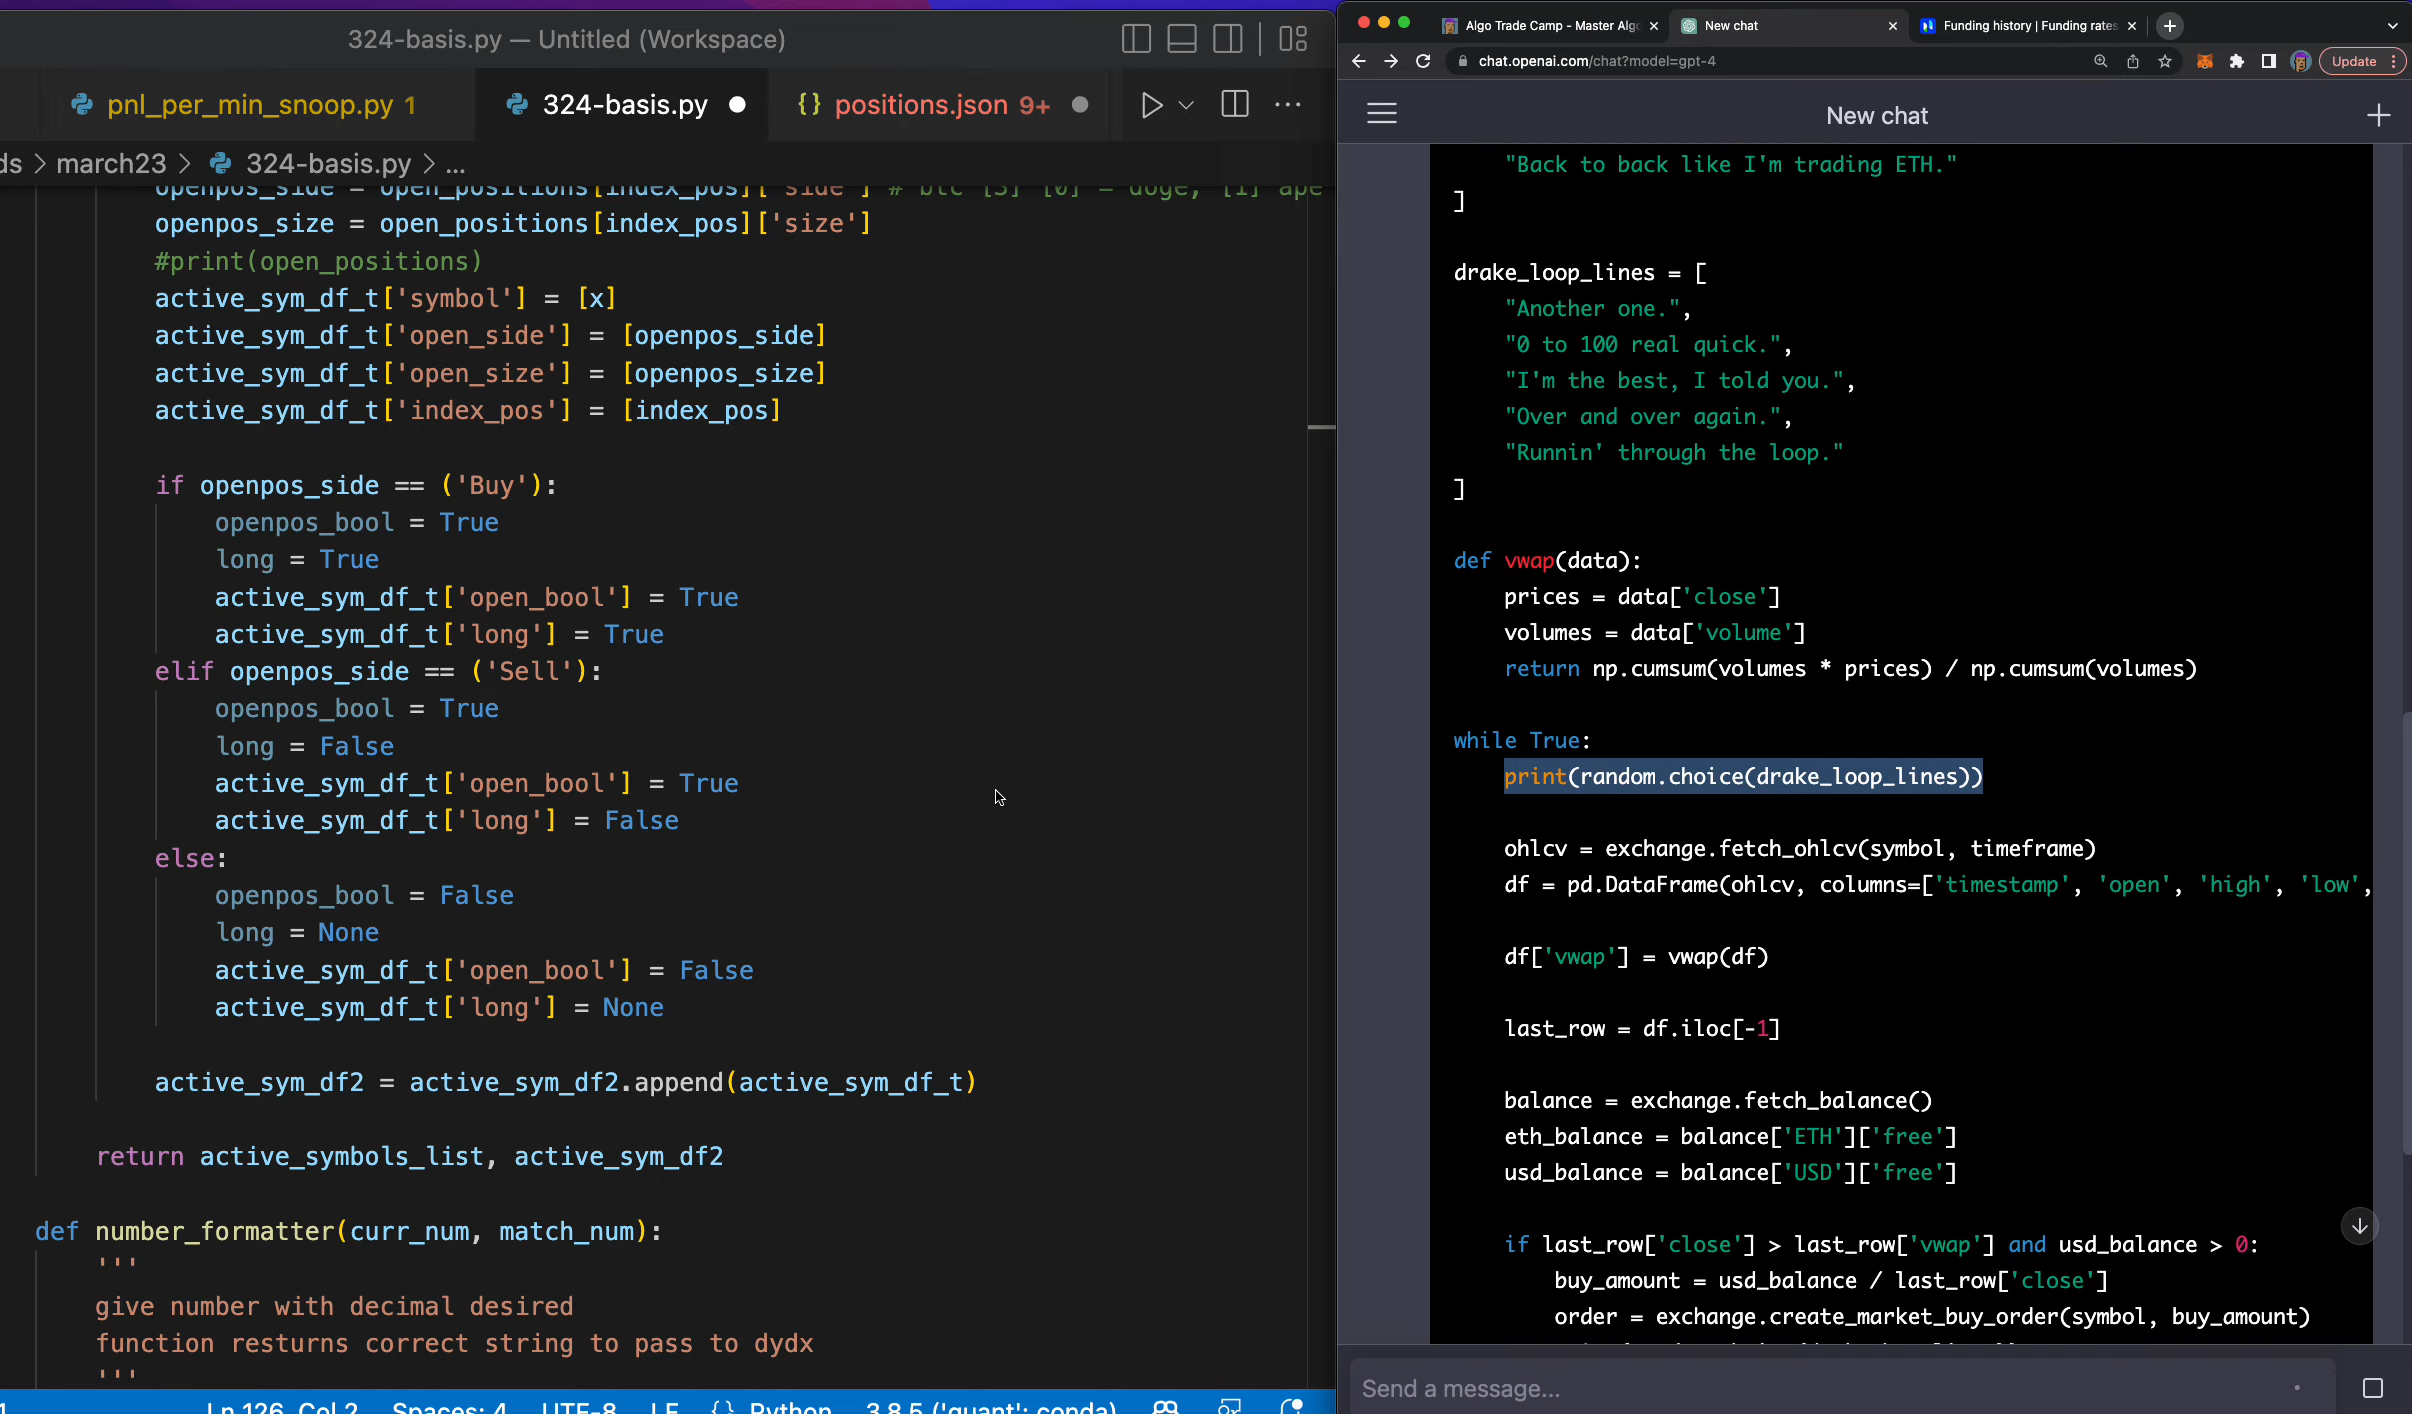 324-basis.py — Untitled (Workspace)
pnl_per_min_snoop.py 1
324-basis.py
{} positions.json 9+
ds > march23 > 324-basis.py > ...
openpos_side = open_positions[index_pos]['side'] # btc [3] [0] = doge, [1] ape
openpos_size = open_positions[index_pos]['size']
#print(open_positions)
active_sym_df_t['symbol'] = [x]
active_sym_df_t['open_side'] = [openpos_side]
active_sym_df_t['open_size'] = [openpos_size]
active_sym_df_t['index_pos'] = [index_pos]
if openpos_side == ('Buy'):
openpos_bool = True
long = True
active_sym_df_t['open_bool'] = True
active_sym_df_t['long'] = True
elif openpos_side == ('Sell'):
openpos_bool = True
long = False
active_sym_df_t['open_bool'] = True
active_sym_df_t['long'] = False
else:
openpos_bool = False
long = None
active_sym_df_t['open_bool'] = False
active_sym_df_t['long'] = None
active_sym_df2 = active_sym_df2.append(active_sym_df_t)
return active_symbols_list, active_sym_df2
def number_formatter(curr_num, match_num):
'''
give number with decimal desired
function resturns correct string to pass to dydx
'''
Ln 126, Col 2 Spaces: 4 UTF-8 LF {} Python 3.8.5 ('quant': conda)
Algo Trade Camp - Master Algo
New chat
Funding history | Funding rates
chat.openai.com/chat?model=gpt-4
Update
New chat
"Back to back like I'm trading ETH."
]
drake_loop_lines = [
"Another one.",
"0 to 100 real quick.",
"I'm the best, I told you.",
"Over and over again.",
"Runnin' through the loop."
]
def vwap(data):
prices = data['close']
volumes = data['volume']
return np.cumsum(volumes * prices) / np.cumsum(volumes)
while True:
print(random.choice(drake_loop_lines))
ohlcv = exchange.fetch_ohlcv(symbol, timeframe)
df = pd.DataFrame(ohlcv, columns=['timestamp', 'open', 'high', 'low',
df['vwap'] = vwap(df)
last_row = df.iloc[-1]
balance = exchange.fetch_balance()
eth_balance = balance['ETH']['free']
usd_balance = balance['USD']['free']
if last_row['close'] > last_row['vwap'] and usd_balance > 0:
buy_amount = usd_balance / last_row['close']
order = exchange.create_market_buy_order(symbol, buy_amount)
Send a message...